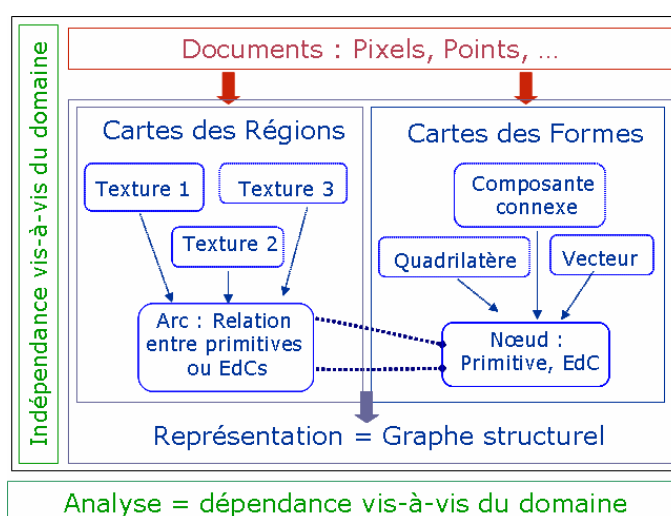 Indépendance vis-à-vis du domaine
Documents : Pixels, Points, ...
Cartes des Régions
Texture 1
Texture 3
Texture 2
Arc : Relation
entre primitives
ou EdCs
Cartes des Formes
Composante
connexe
Quadrilatère
Vecteur
Nœud :
Primitive, EdC
Représentation = Graphe structurel
Analyse = dépendance vis-à-vis du domaine